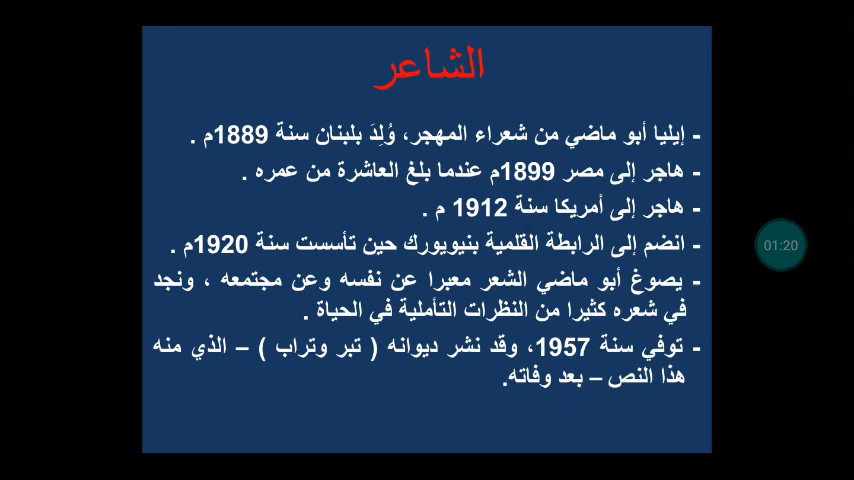 الشاعر
- إيليا أبو ماضي من شعراء المهجر، وُلِدَ بلبنان سنة 1889م .
- هاجر إلى مصر 1899م عندما بلغ العاشرة من عمره .
- هاجر إلى أمريكا سنة 1912 م .
- انضم إلى الرابطة القلمية بنيويورك حين تأسست سنة 1920م .
- يصوغ أبو ماضي الشعر معبرا عن نفسه وعن مجتمعه ، ونجد
في شعره كثيرا من النظرات التأملية في الحياة .
- توفي سنة 1957، وقد نشر ديوانه ( تبر وتراب ) – الذي منه
هذا النص – بعد وفاته.
01:20